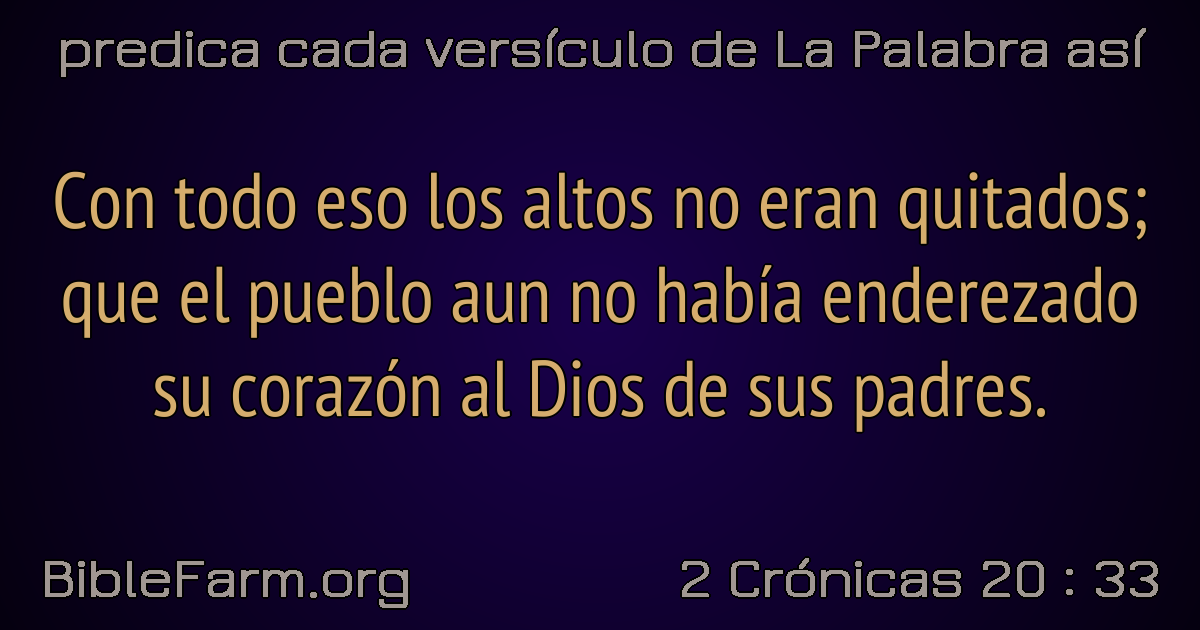 predica cada versículo de La Palabra así
Con todo eso los altos no eran quitados;
que el pueblo aun no había enderezado
su corazón al Dios de sus padres.
BibleFarm.org
2 Crónicas 20 : 33